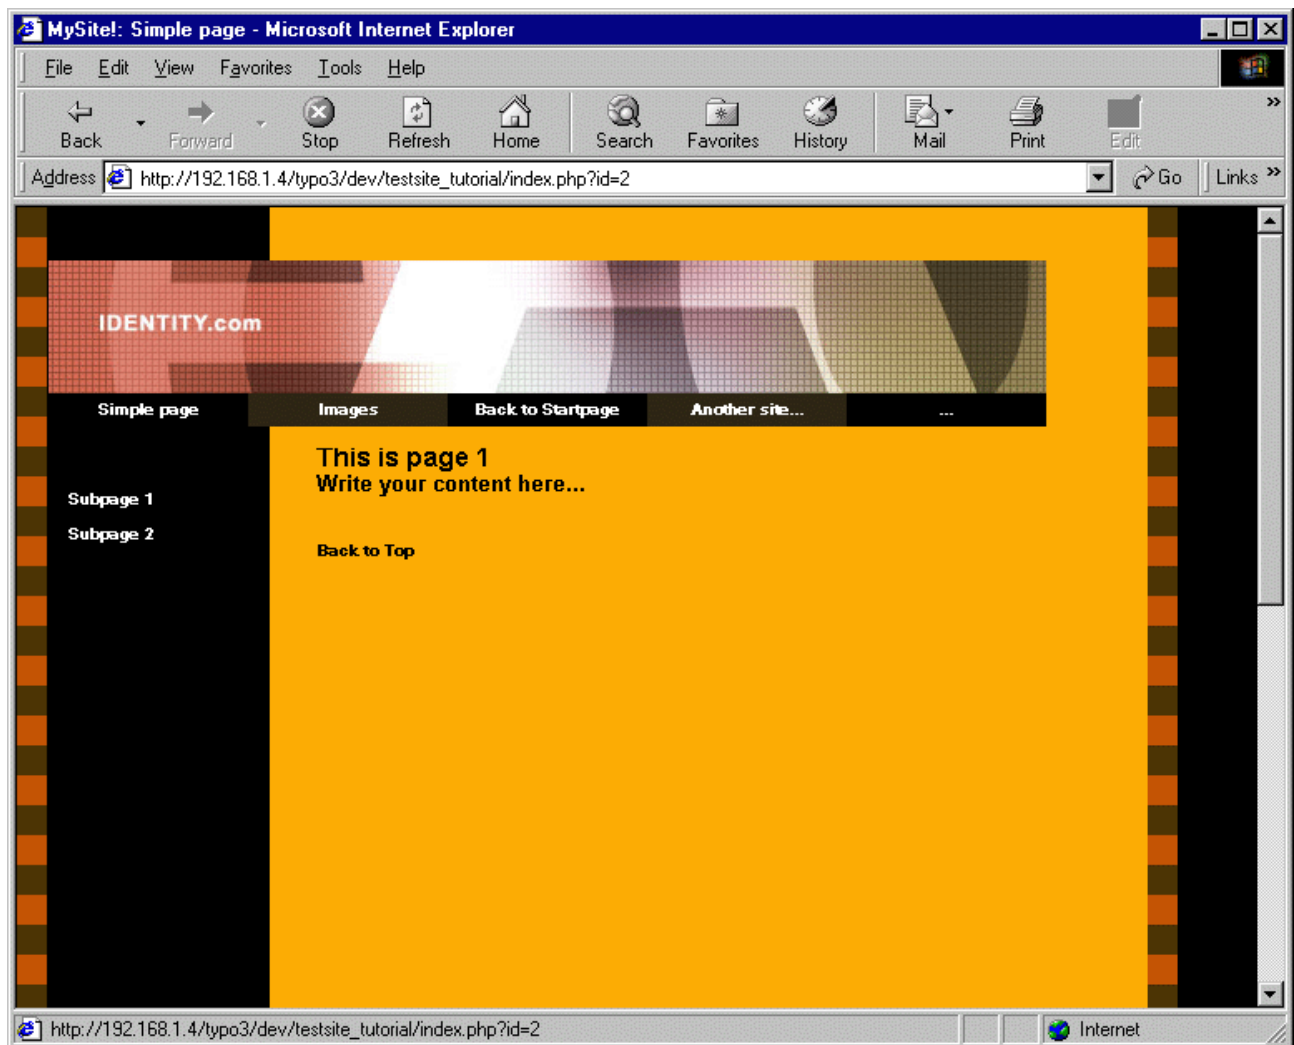 MySite!: Simple page - Microsoft Internet Explorer
File Edit View Favorites Tools Help
Back Forward Stop Refresh Home Search Favorites History Mail Print Edit »
Address http://192.168.1.4/typo3/dev/testsite_tutorial/index.php?id=2 Go Links »
IDENTITY.com
Simple page Images Back to Startpage Another site... ...
This is page 1
Write your content here...
Subpage 1
Subpage 2
Back to Top
http://192.168.1.4/typo3/dev/testsite_tutorial/index.php?id=2 Internet